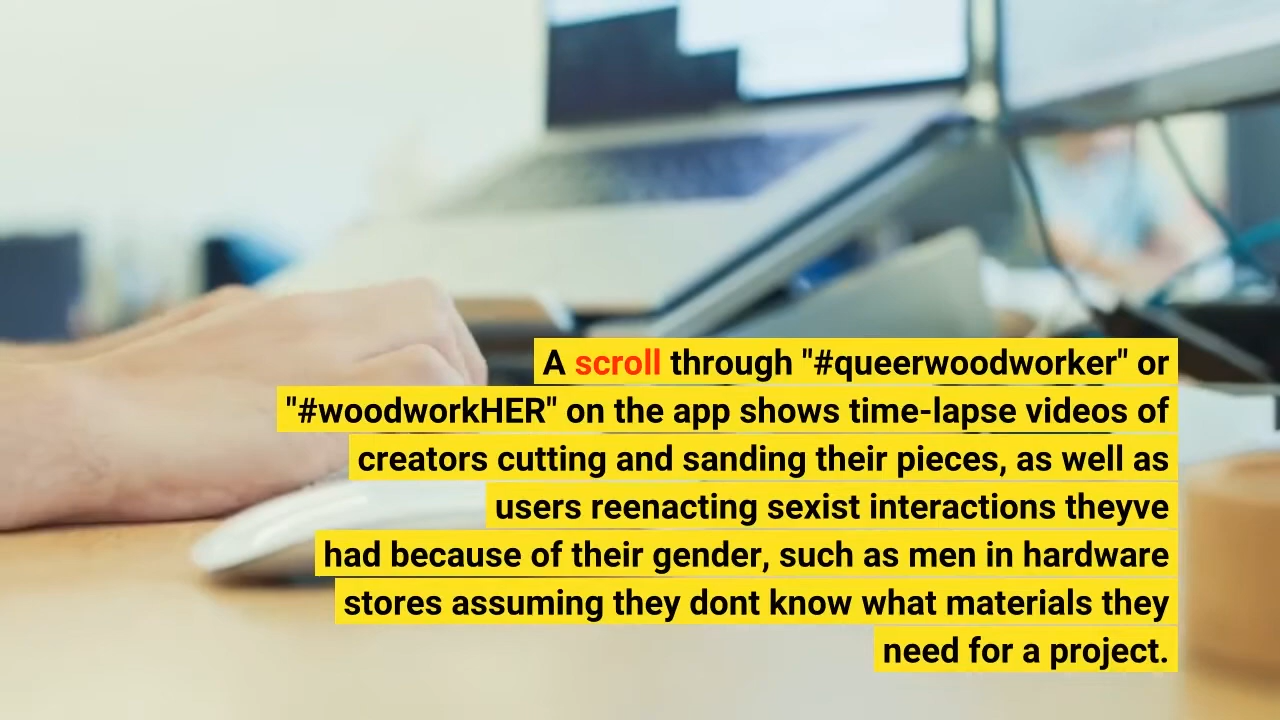 A scroll through "#queerwoodworker" or
"#woodworkHER" on the app shows time-lapse videos of
creators cutting and sanding their pieces, as well as
users reenacting sexist interactions theyve
had because of their gender, such as men in hardware
stores assuming they dont know what materials they
need for a project.